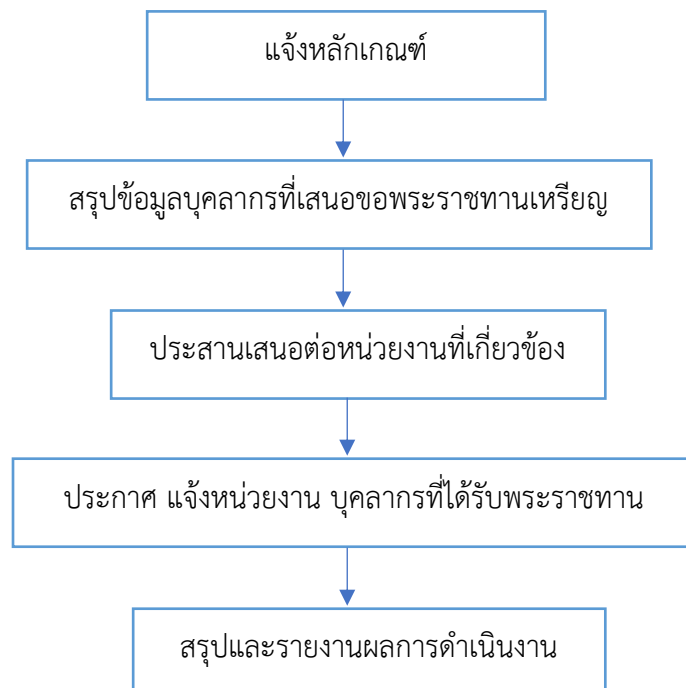 แจ้งหลักเกณฑ์
สรุปข้อมูลบุคลากรที่เสนอขอพระราชทานเหรียญ
ประสานเสนอต่อหน่วยงานที่เกี่ยวข้อง
ประกาศ แจ้งหน่วยงาน บุคลากรที่ได้รับพระราชทาน
สรุปและรายงานผลการดำเนินงาน